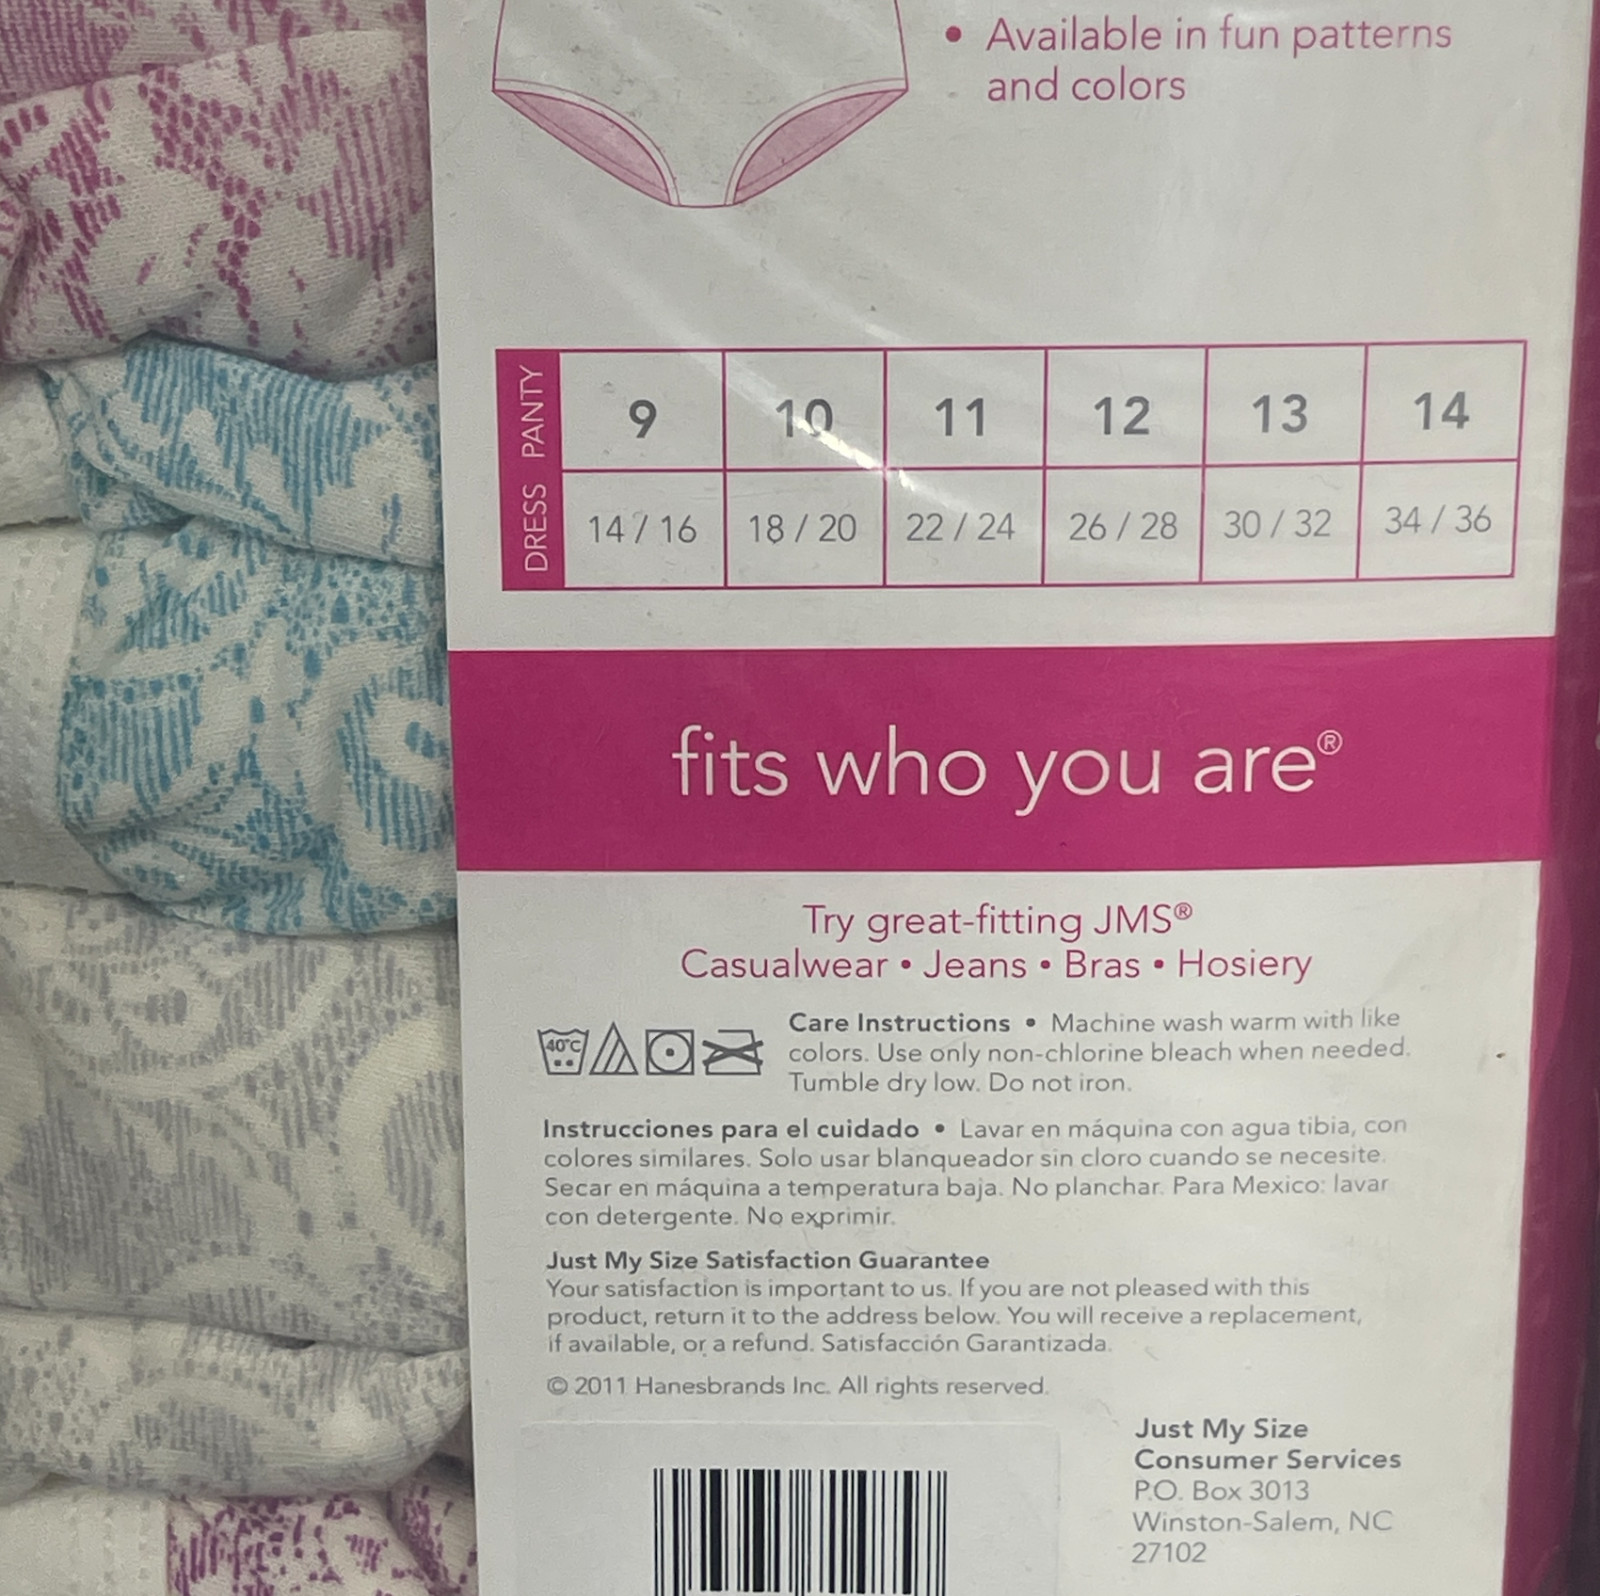 • Available in fun patterns
and colors
PANTY 9 10 11 12 13 14
DRESS 14 / 16 18 / 20 22 / 24 26 / 28 30 / 32 34 / 36
fits who you are®
Try great-fitting JMS®
Casualwear • Jeans • Bras • Hosiery
40°C
Care Instructions • Machine wash warm with like
colors. Use only non-chlorine bleach when needed.
Tumble dry low. Do not iron.
Instrucciones para el cuidado • Lavar en máquina con agua tibia, con
colores similares. Solo usar blanqueador sin cloro cuando se necesite.
Secar en máquina a temperatura baja. No planchar. Para Mexico: lavar
con detergente. No exprimir.
Just My Size Satisfaction Guarantee
Your satisfaction is important to us. If you are not pleased with this
product, return it to the address below. You will receive a replacement,
if available, or a refund. Satisfacción Garantizada.
© 2011 Hanesbrands Inc. All rights reserved.
Just My Size
Consumer Services
P.O. Box 3013
Winston-Salem, NC
27102